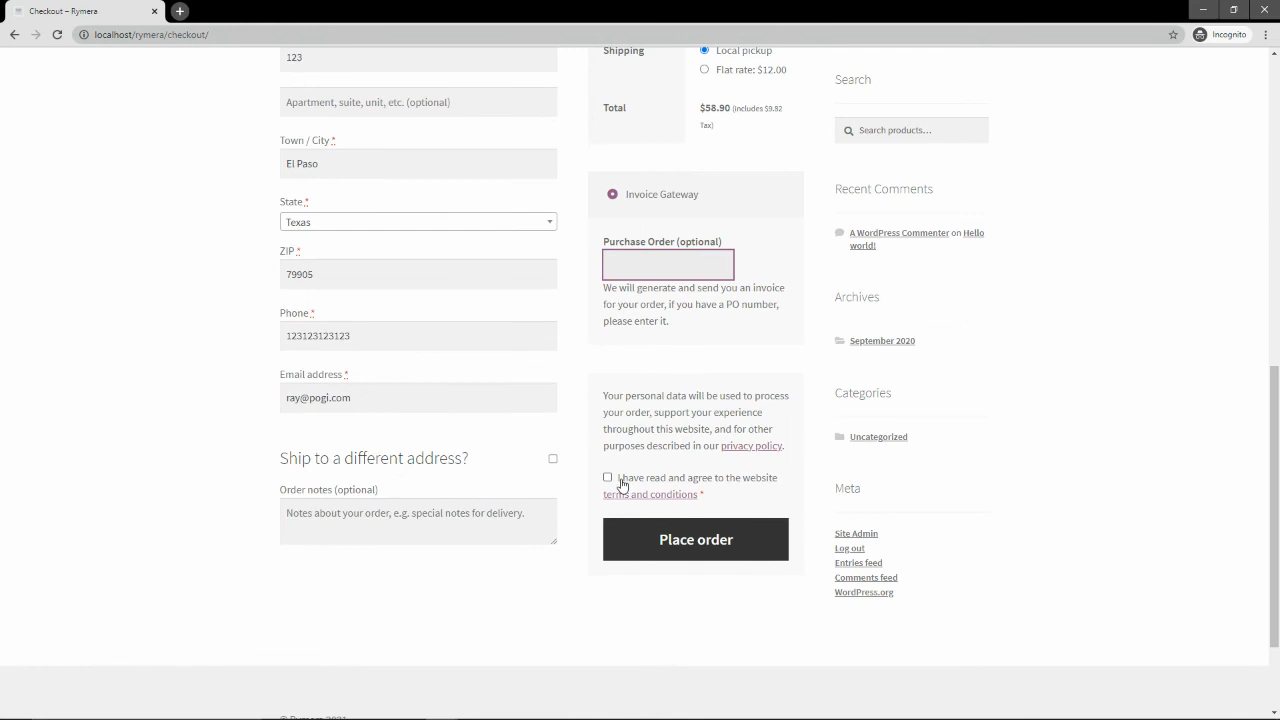 Checkout – Rymera
localhost/rymera/checkout/
Incognito
123
Apartment, suite, unit, etc. (optional)
Town / City *
El Paso
State *
Texas
ZIP *
79905
Phone *
123123123123
Email address *
ray@pogi.com
Ship to a different address?
Order notes (optional)
Notes about your order, e.g. special notes for delivery.
Shipping
Local pickup
Flat rate: $12.00
Total
$58.90 (includes $9.82
Tax)
Invoice Gateway
Purchase Order (optional)
We will generate and send you an invoice
for your order, if you have a PO number,
please enter it.
Your personal data will be used to process
your order, support your experience
throughout this website, and for other
purposes described in our privacy policy.
I have read and agree to the website
terms and conditions *
Place order
Search
Search products…
Recent Comments
A WordPress Commenter on Hello
world!
Archives
September 2020
Categories
Uncategorized
Meta
Site Admin
Log out
Entries feed
Comments feed
WordPress.org
© Rymera 2021